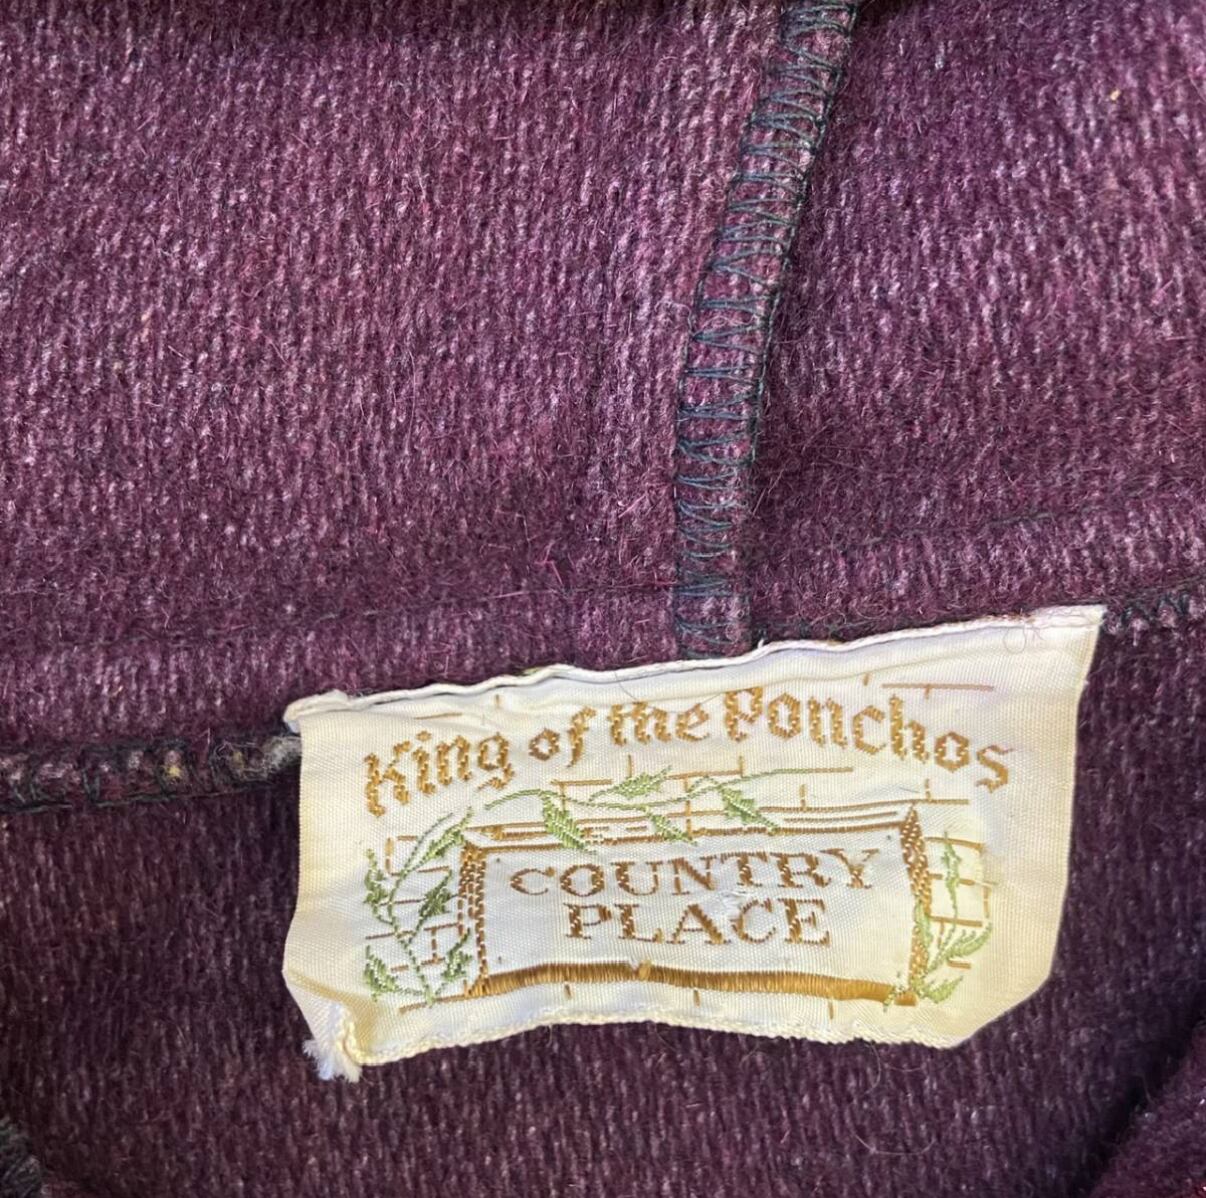 King of the Ponchos
COUNTRY
PLACE